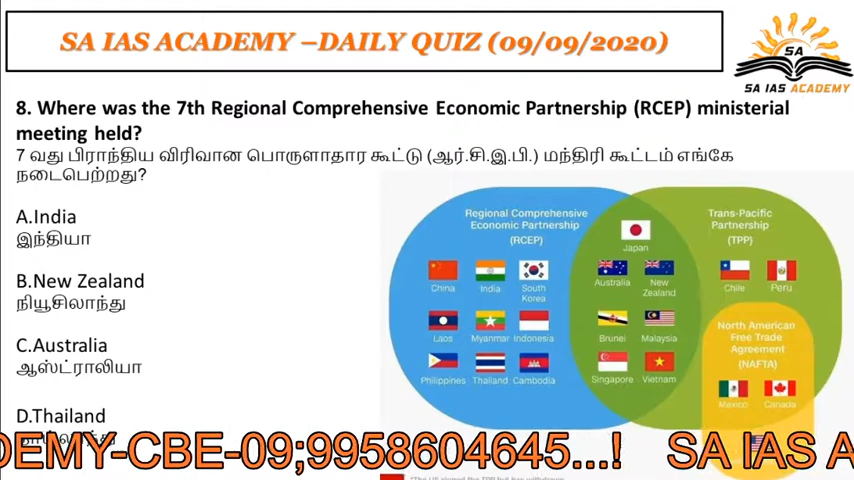 SA IAS ACADEMY –DAILY QUIZ (09/09/2020)
SA
SA IAS ACADEMY
8. Where was the 7th Regional Comprehensive Economic Partnership (RCEP) ministerial
meeting held?
7 வது பிராந்திய விரிவான பொருளாதார கூட்டு (ஆர்.சி.இ.பி.) மந்திரி கூட்டம் எங்கே
நடைபெற்றது?
A.India
இந்தியா
B.New Zealand
நியூசிலாந்து
C.Australia
ஆஸ்ட்ராலியா
D.Thailand
Regional Comprehensive
Economic Partnership
(RCEP)
China
India
South
Korea
Laos
Myanmar
Indonesia
Philippines
Thailand
Cambodia
Japan
Australia
New
Zealand
Brunei
Malaysia
Singapore
Vietnam
Trans-Pacific
Partnership
(TPP)
Chile
Peru
North American
Free Trade
Agreement
(NAFTA)
Mexico
Canada
DEMY-CBE-09;9958604645...! SA IAS A